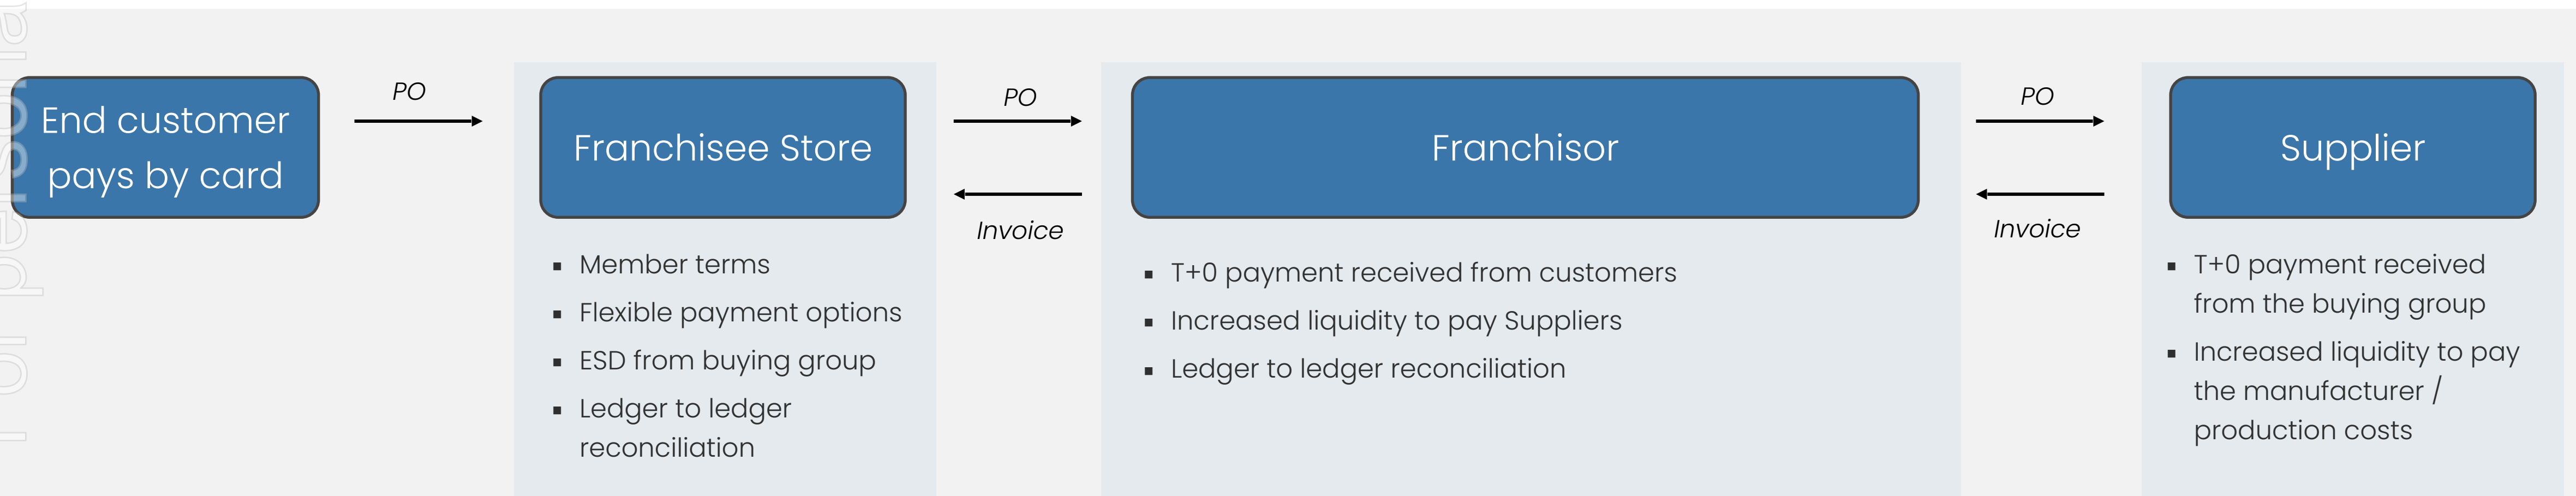 End customer
pays by card
PO
Franchisee Store
Member terms
Flexible payment options
ESD from buying group
Ledger to ledger
reconciliation
PO
Invoice
Franchisor
T+0 payment received from customers
Increased liquidity to pay Suppliers
Ledger to ledger reconciliation
PO
Invoice
Supplier
T+0 payment received
from the buying group
Increased liquidity to pay
the manufacturer /
production costs